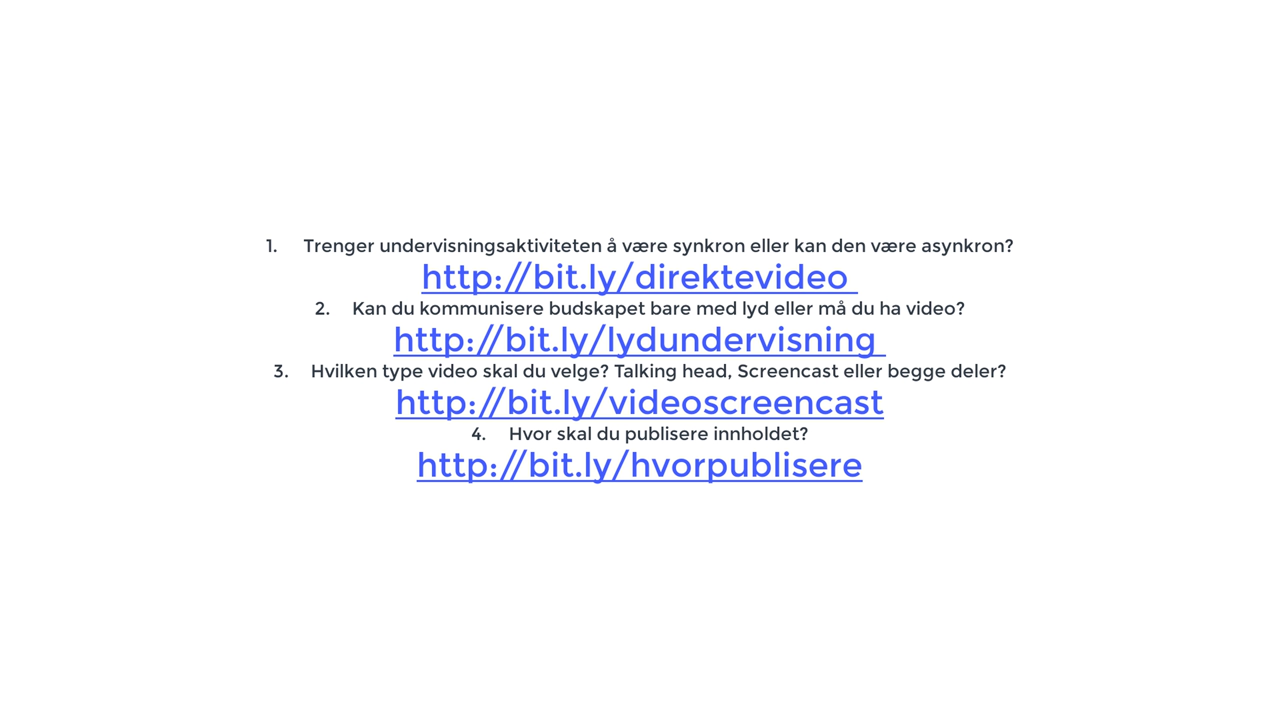 1. Trenger undervisningsaktiviteten å være synkron eller kan den være asynkron?
http://bit.ly/direktevideo
2. Kan du kommunisere budskapet bare med lyd eller må du ha video?
http://bit.ly/lydundervisning
3. Hvilken type video skal du velge? Talking head, Screencast eller begge deler?
http://bit.ly/videoscreencast
4. Hvor skal du publisere innholdet?
http://bit.ly/hvorpublisere